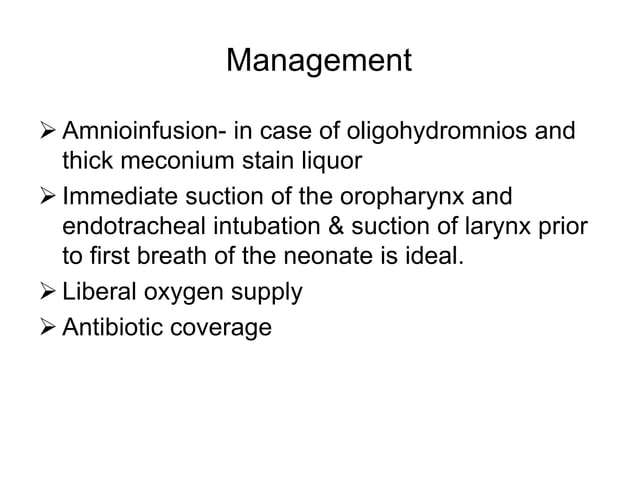 Management
➢ Amnioinfusion- in case of oligohydromnios and
thick meconium stain liquor
➢ Immediate suction of the oropharynx and
endotracheal intubation & suction of larynx prior
to first breath of the neonate is ideal.
➢ Liberal oxygen supply
➢ Antibiotic coverage